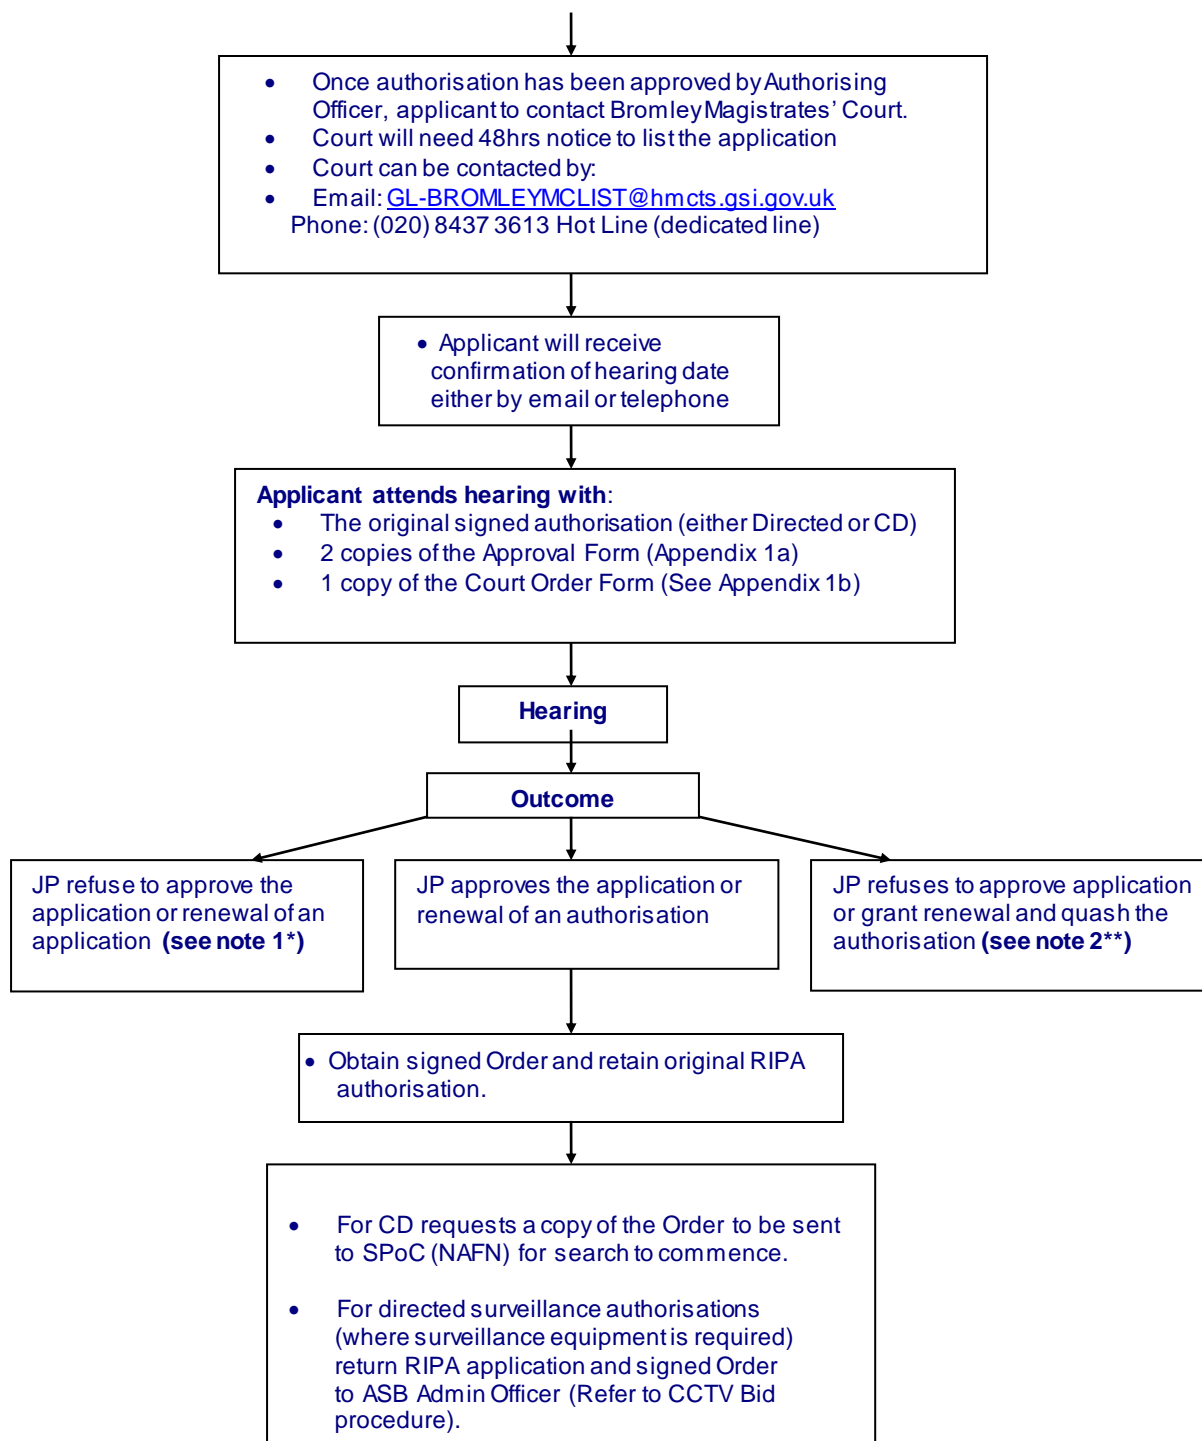 • Once authorisation has been approved by Authorising
Officer, applicant to contact Bromley Magistrates’ Court.
• Court will need 48hrs notice to list the application
• Court can be contacted by:
• Email: GL-BROMLEYMCLIST@hmcts.gsi.gov.uk
Phone: (020) 8437 3613 Hot Line (dedicated line)
• Applicant will receive
confirmation of hearing date
either by email or telephone
Applicant attends hearing with:
• The original signed authorisation (either Directed or CD)
• 2 copies of the Approval Form (Appendix 1a)
• 1 copy of the Court Order Form (See Appendix 1b)
Hearing
Outcome
JP refuse to approve the
application or renewal of an
application (see note 1*)
JP approves the application or
renewal of an authorisation
JP refuses to approve application
or grant renewal and quash the
authorisation (see note 2**)
• Obtain signed Order and retain original RIPA
authorisation.
• For CD requests a copy of the Order to be sent
to SPoC (NAFN) for search to commence.
• For directed surveillance authorisations
(where surveillance equipment is required)
return RIPA application and signed Order
to ASB Admin Officer (Refer to CCTV Bid
procedure).